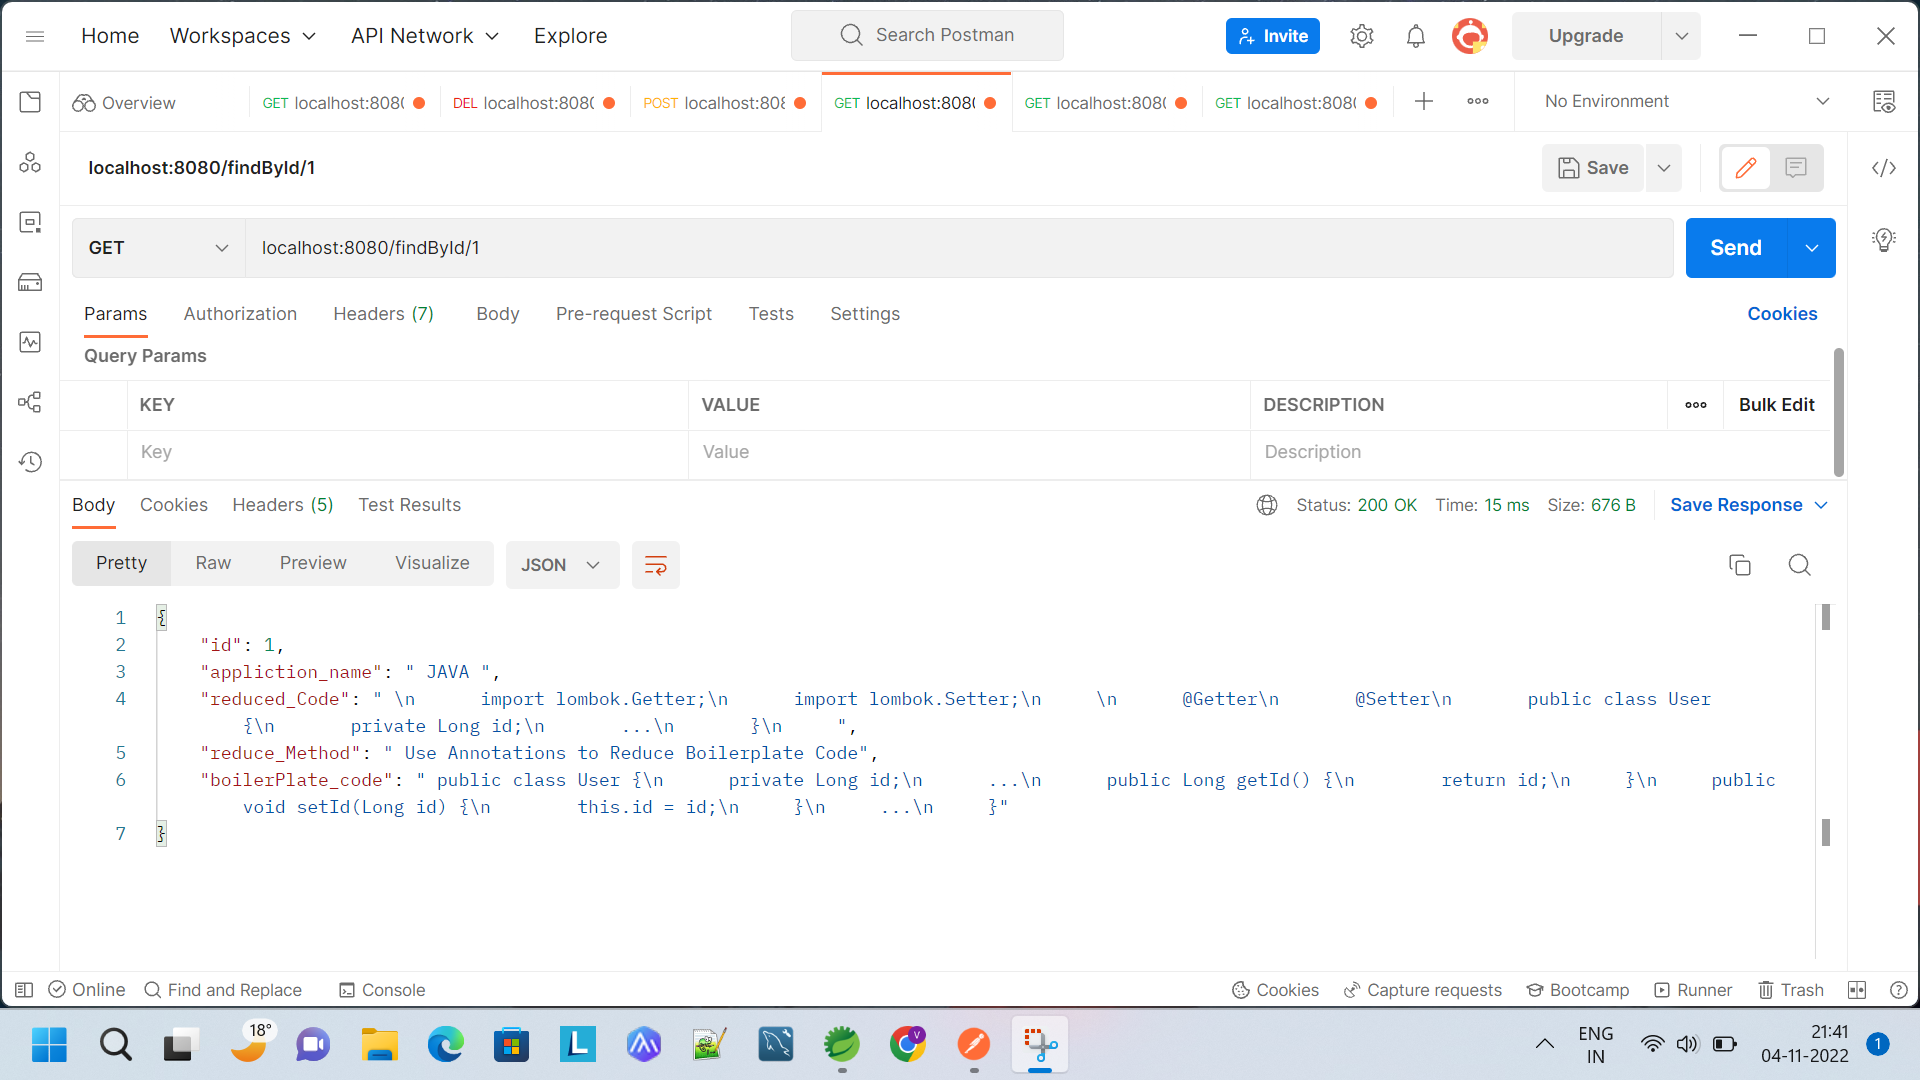 Home Workspaces API Network Explore Search Postman Invite Upgrade
Overview GET localhost:808( DEL localhost:808( POST localhost:808 GET localhost:808( GET localhost:808( GET localhost:808( No Environment
localhost:8080/findById/1 Save
GET localhost:8080/findById/1 Send
Params Authorization Headers (7) Body Pre-request Script Tests Settings Cookies
Query Params
KEY VALUE DESCRIPTION Bulk Edit
Key Value Description
Body Cookies Headers (5) Test Results Status: 200 OK Time: 15 ms Size: 676 B Save Response
Pretty Raw Preview Visualize JSON
1 {
2 "id": 1,
3 "appliction_name": " JAVA ",
4 "reduced_Code": " \n import lombok.Getter;\n import lombok.Setter;\n \n @Getter\n @Setter\n public class User
{\n private Long id;\n ...\n }\n ",
5 "reduce_Method": " Use Annotations to Reduce Boilerplate Code",
6 "boilerPlate_code": " public class User {\n private Long id;\n ...\n public Long getId() {\n return id;\n }\n public
void setId(Long id) {\n this.id = id;\n }\n ...\n }"
7 }
Online Find and Replace Console Cookies Capture requests Bootcamp Runner Trash
18° L V ENG 21:41 1
IN 04-11-2022